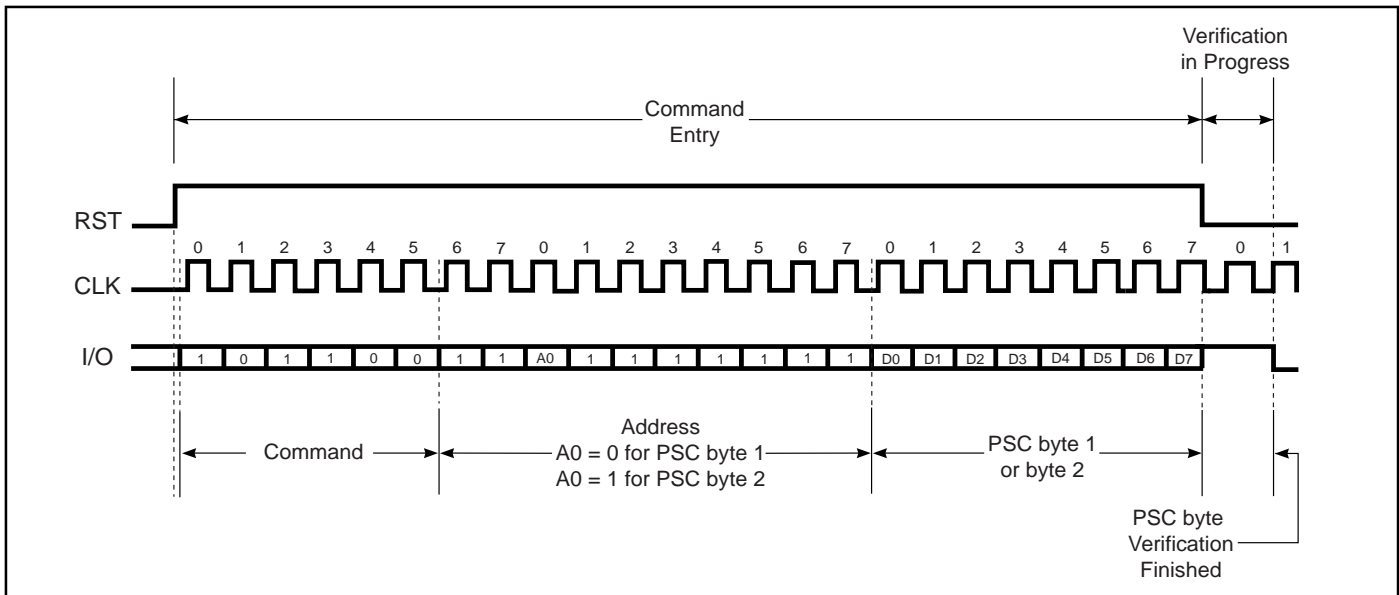 Verification
in Progress
Command
Entry
RST
0 1 2 3 4 5 6 7 0 1 2 3 4 5 6 7 0 1 2 3 4 5 6 7 0 1
CLK
I/O
1 0 1 1 0 0 1 1 A0 1 1 1 1 1 1 1 D0 D1 D2 D3 D4 D5 D6 D7
Command
Address
A0 = 0 for PSC byte 1
A0 = 1 for PSC byte 2
PSC byte 1
or byte 2
PSC byte
Verification
Finished